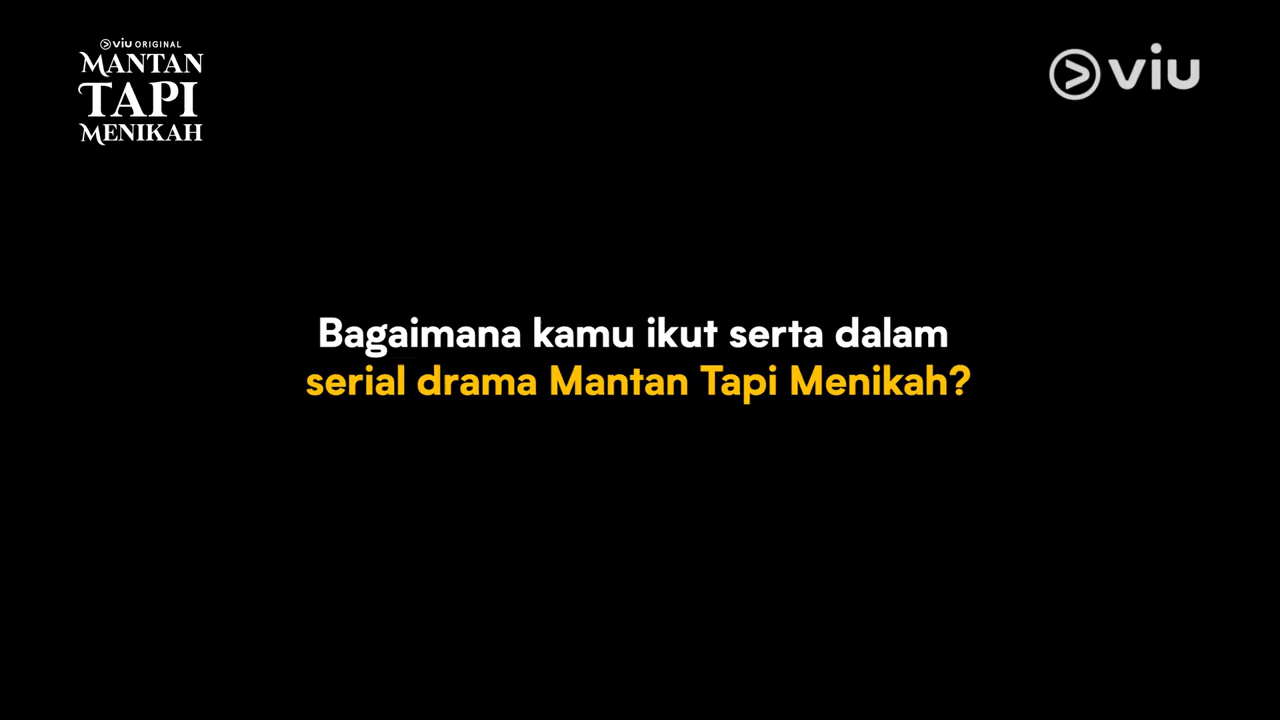 viu ORIGINAL
MANTAN
TAPI
MENIKAH
viu
Bagaimana kamu ikut serta dalam
serial drama Mantan Tapi Menikah?